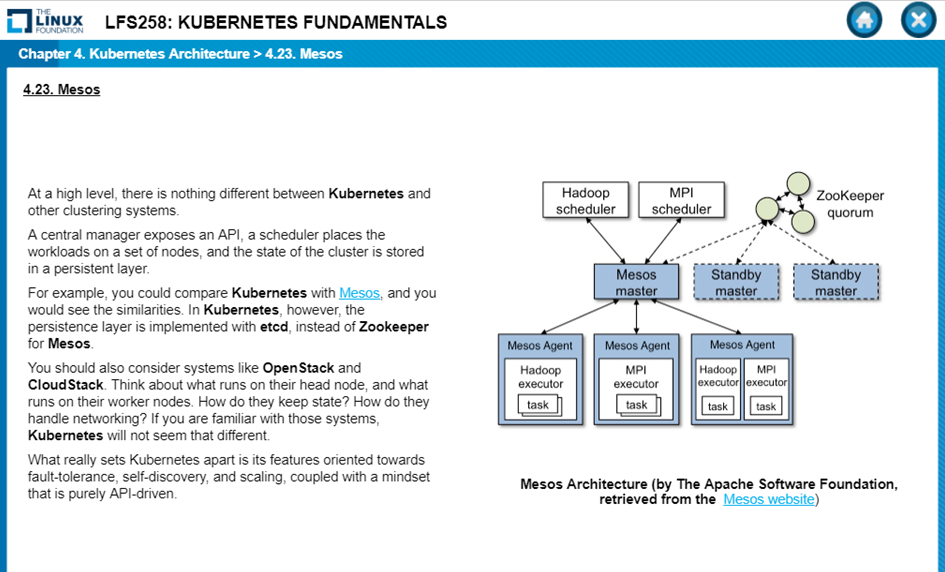 THE
LINUX
FOUNDATION
LFS258: KUBERNETES FUNDAMENTALS
Chapter 4. Kubernetes Architecture > 4.23. Mesos
4.23. Mesos
At a high level, there is nothing different between Kubernetes and
other clustering systems.
A central manager exposes an API, a scheduler places the
workloads on a set of nodes, and the state of the cluster is stored
in a persistent layer.
For example, you could compare Kubernetes with Mesos, and you
would see the similarities. In Kubernetes, however, the
persistence layer is implemented with etcd, instead of Zookeeper
for Mesos.
You should also consider systems like OpenStack and
CloudStack. Think about what runs on their head node, and what
runs on their worker nodes. How do they keep state? How do they
handle networking? If you are familiar with those systems,
Kubernetes will not seem that different.
What really sets Kubernetes apart is its features oriented towards
fault-tolerance, self-discovery, and scaling, coupled with a mindset
that is purely API-driven.
Hadoop
scheduler
MPI
scheduler
ZooKeeper
quorum
Mesos
master
Standby
master
Standby
master
Mesos Agent
Hadoop
executor
task
Mesos Agent
MPI
executor
task
Mesos Agent
Hadoop
executor
task
MPI
executor
task
Mesos Architecture (by The Apache Software Foundation,
retrieved from the Mesos website)